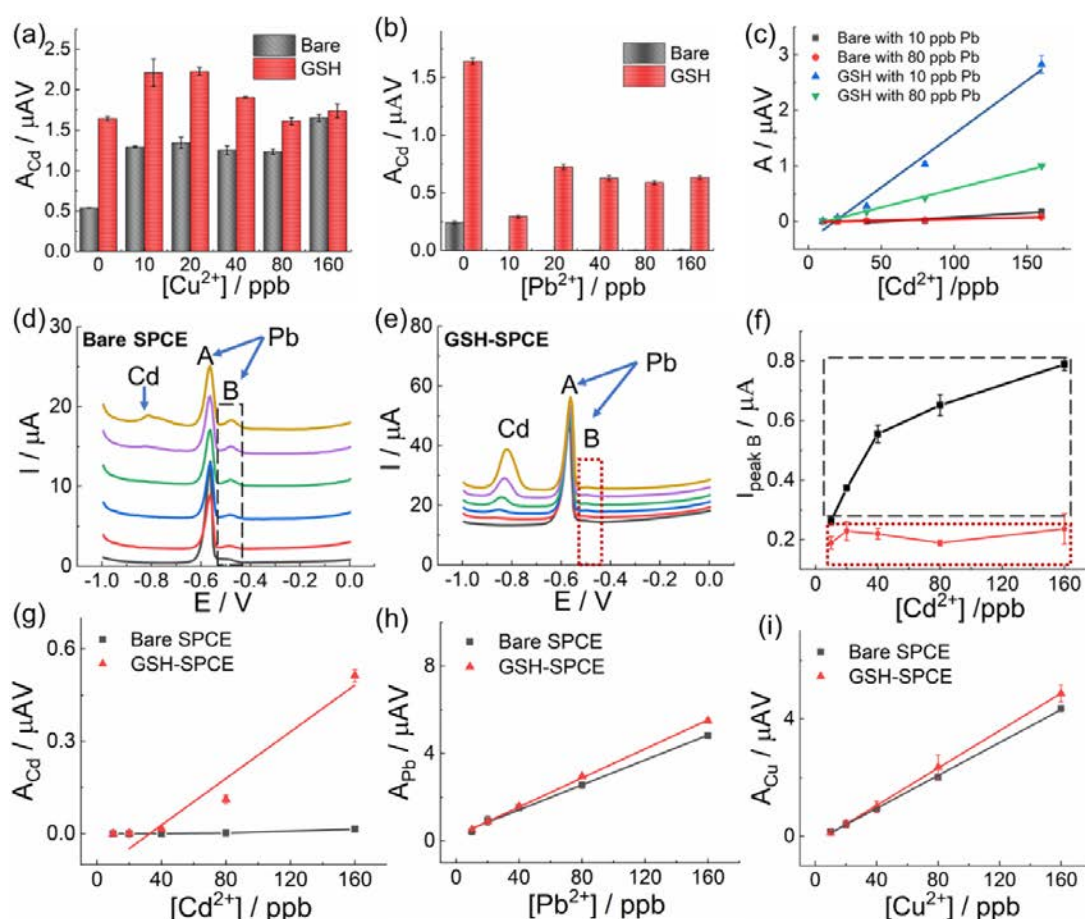 (a)
2.5
2.0
1.5
1.0
0.5
0.0
A_Cd / μAV
Bare
GSH
0 10 20 40 80 160
[Cu²⁺] / ppb
(b)
1.5
1.0
0.5
0.0
A_Cd / μAV
Bare
GSH
0 10 20 40 80 160
[Pb²⁺] / ppb
(c)
4
3
2
1
0
A / μAV
Bare with 10 ppb Pb
Bare with 80 ppb Pb
GSH with 10 ppb Pb
GSH with 80 ppb Pb
0 50 100 150
[Cd²⁺] /ppb
(d)
30
20
10
0
I / μA
Bare SPCE
Cd
A
B
Pb
-1.0 -0.8 -0.6 -0.4 -0.2 0.0
E / V
(e)
80
60
40
20
0
I / μA
GSH-SPCE
Cd
A
B
Pb
-1.0 -0.8 -0.6 -0.4 -0.2 0.0
E / V
(f)
0.8
0.6
0.4
0.2
I_peak B / μA
0 40 80 120 160
[Cd²⁺] /ppb
(g)
0.6
0.3
0.0
A_Cd / μAV
Bare SPCE
GSH-SPCE
0 40 80 120 160
[Cd²⁺] / ppb
(h)
8
4
0
A_Pb / μAV
Bare SPCE
GSH-SPCE
0 40 80 120 160
[Pb²⁺] / ppb
(i)
4
0
A_Cu / μAV
Bare SPCE
GSH-SPCE
0 40 80 120 160
[Cu²⁺] / ppb